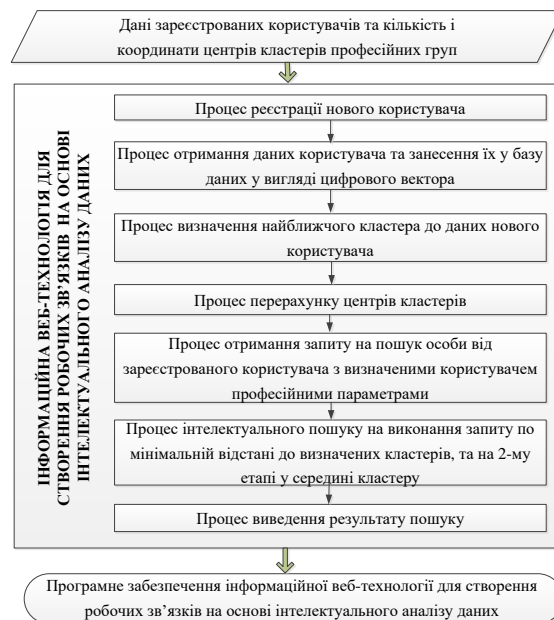 Дані зареєстрованих користувачів та кількість і
координати центрів кластерів професійних груп
ІНФОРМАЦІЙНА ВЕБ-ТЕХНОЛОГІЯ ДЛЯ
СТВОРЕННЯ РОБОЧИХ ЗВ’ЯЗКІВ НА ОСНОВІ
ІНТЕЛЕКТУАЛЬНОГО АНАЛІЗУ ДАНИХ
Процес реєстрації нового користувача
Процес отримання даних користувача та занесення їх у базу
даних у вигляді цифрового вектора
Процес визначення найближчого кластера до даних нового
користувача
Процес перерахунку центрів кластерів
Процес отримання запиту на пошук особи від
зареєстрованого користувача з визначеними користувачем
професійними параметрами
Процес інтелектуального пошуку на виконання запиту по
мінімальній відстані до визначених кластерів, та на 2-му
етапі у середині кластеру
Процес виведення результату пошуку
Програмне забезпечення інформаційної веб-технології для створення
робочих зв’язків на основі інтелектуального аналізу даних